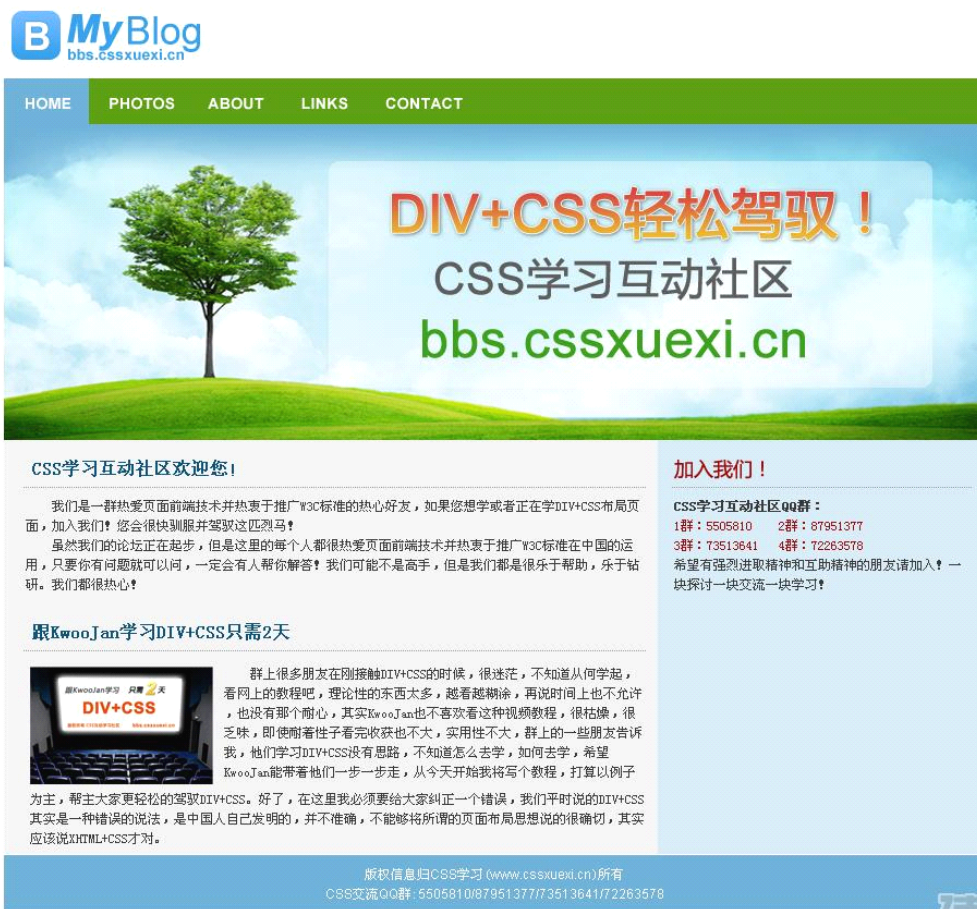 B MyBlog
bbs.cssxuexi.cn
HOME PHOTOS ABOUT LINKS CONTACT
DIV+CSS轻松驾驭！
CSS学习互动社区
bbs.cssxuexi.cn
CSS学习互动社区欢迎您!
我们是一群热爱页面前端技术并热衷于推广W3C标准的热心好友，如果您想学或者正在学DIV+CSS布局页
面，加入我们！您会很快驯服并驾驭这匹烈马！
虽然我们的论坛正在起步，但是这里的每个人都很热爱页面前端技术并热衷于推广W3C标准在中国的运
用，只要你有问题就可以问，一定会有人帮你解答！我们可能不是高手，但是我们都是很乐于帮助，乐于钻
研。我们都很热心！
跟KwooJan学习DIV+CSS只需2天
跟KwooJan学习 只需2天
DIV+CSS
群上很多朋友在刚接触DIV+CSS的时候，很迷茫，不知道从何学起，
看网上的教程吧，理论性的东西太多，越看越糊涂，再说时间上也不允许
，也没有那个耐心，其实KwooJan也不喜欢看这种视频教程，很枯燥，很
乏味，即使耐着性子看完收获也不大，实用性不大，群上的一些朋友告诉
我，他们学习DIV+CSS没有思路，不知道怎么去学，如何去学，希望
KwooJan能带着他们一步一步走，从今天开始我将写个教程，打算以例子
为主，帮主大家更轻松的驾驭DIV+CSS。好了，在这里我必须要给大家纠正一个错误，我们平时说的DIV+CSS
其实是一种错误的说法，是中国人自己发明的，并不准确，不能够将所谓的页面布局思想说的很确切，其实
应该说XHTML+CSS才对。
加入我们！
CSS学习互动社区QQ群：
1群：5505810 2群：87951377
3群：73513641 4群：72263578
希望有强烈进取精神和互助精神的朋友请加入！一
块探讨一块交流一块学习！
版权信息归CSS学习(www.cssxuexi.cn)所有
CSS交流QQ群:5505810/87951377/73513641/72263578